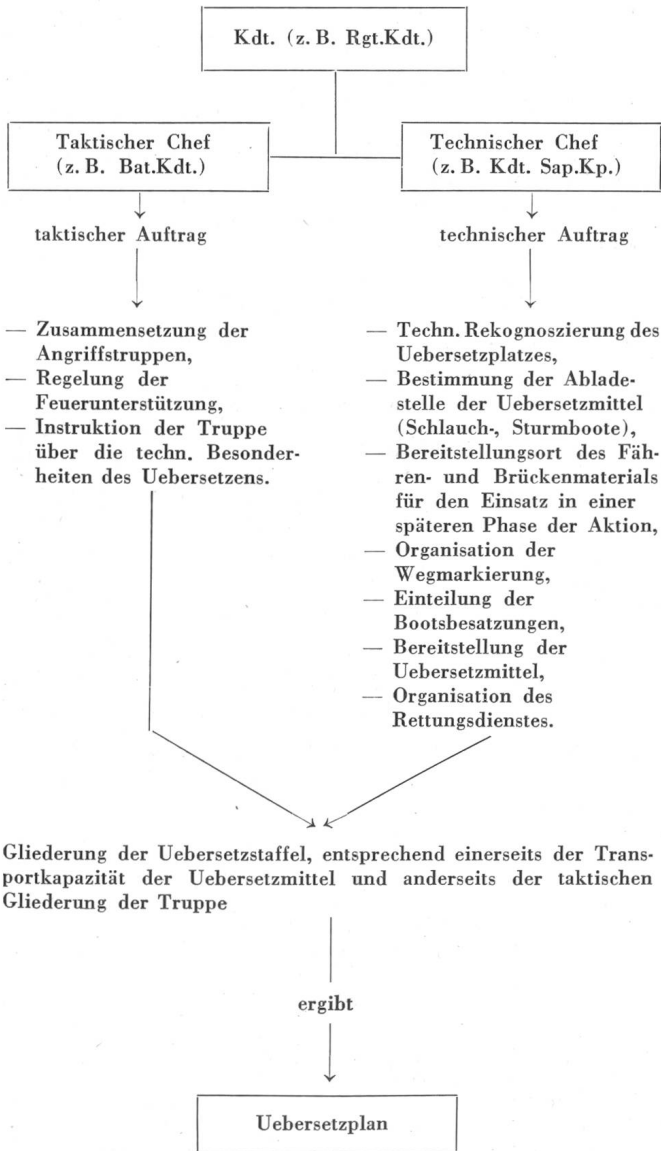 Kdt. (z. B. Rgt.Kdt.)
Taktischer Chef
(z. B. Bat.Kdt.)
Technischer Chef
(z. B. Kdt. Sap.Kp.)
taktischer Auftrag
technischer Auftrag
— Zusammensetzung der
Angriffstruppen,
— Regelung der
Feuerunterstützung,
— Instruktion der Truppe
über die techn. Besonder-
heiten des Uebersetzens.
— Techn. Rekognoszierung des
Uebersetzplatzes,
— Bestimmung der Ablade-
stelle der Uebersetzmittel
(Schlauch-, Sturmboote),
— Bereitstellungsort des Fäh-
ren- und Brückenmaterials
für den Einsatz in einer
späteren Phase der Aktion,
— Organisation der
Wegmarkierung,
— Einteilung der
Bootsbesatzungen,
— Bereitstellung der
Uebersetzmittel,
— Organisation des
Rettungsdienstes.
Gliederung der Uebersetzstaffel, entsprechend einerseits der Trans-
portkapazität der Uebersetzmittel und anderseits der taktischen
Gliederung der Truppe
ergibt
Uebersetzplan